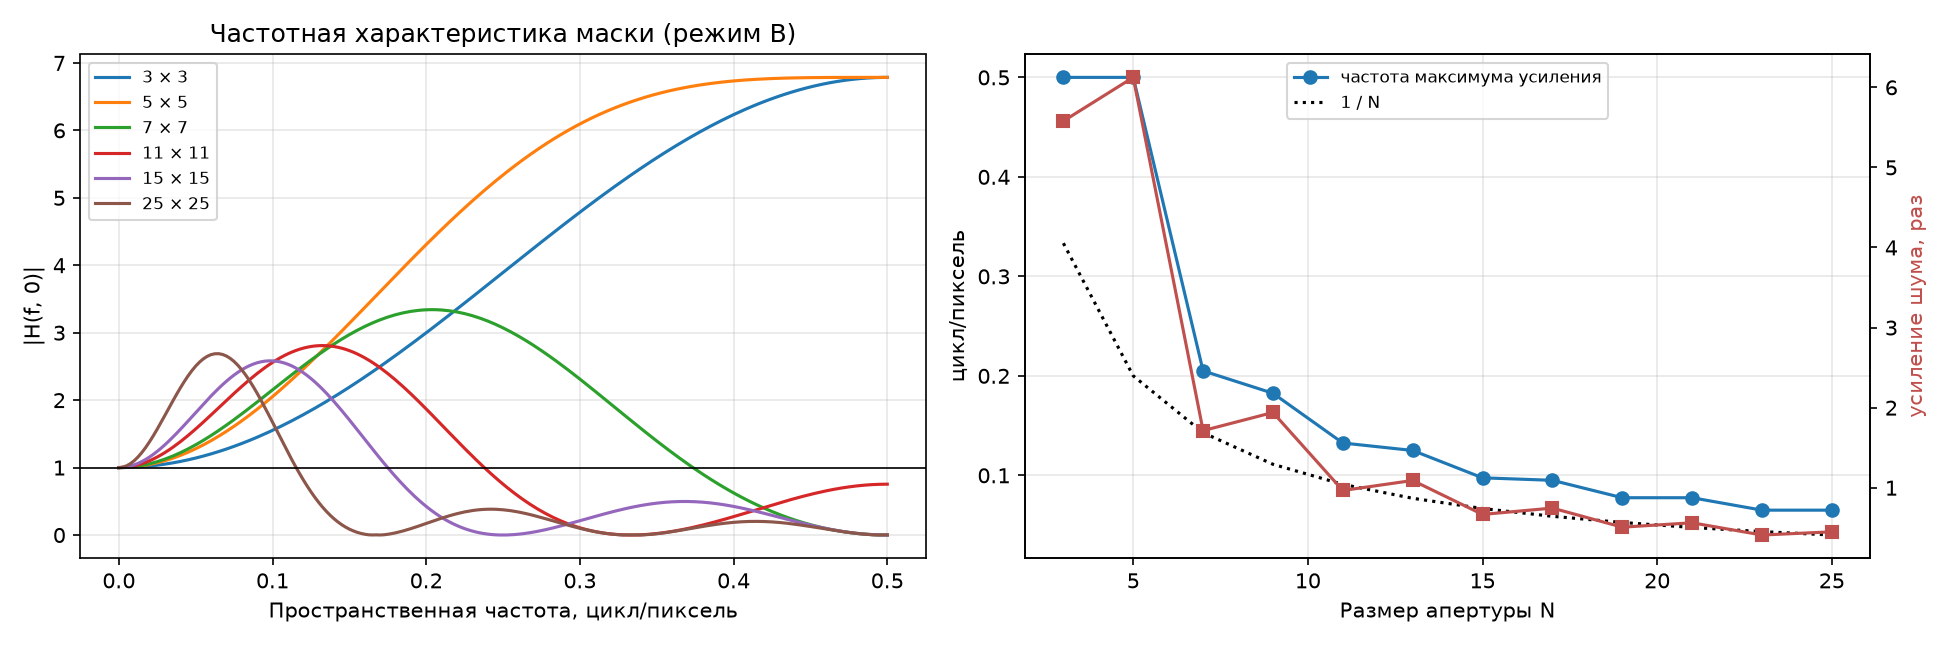 Частотная характеристика маски (режим B)
7
6
5
4
3
2
1
0
|H(f, 0)|
3 × 3
5 × 5
7 × 7
11 × 11
15 × 15
25 × 25
0.0 0.1 0.2 0.3 0.4 0.5
Пространственная частота, цикл/пиксель
0.5
0.4
0.3
0.2
0.1
цикл/пиксель
частота максимума усиления
1 / N
6
5
4
3
2
1
усиление шума, раз
5 10 15 20 25
Размер апертуры N